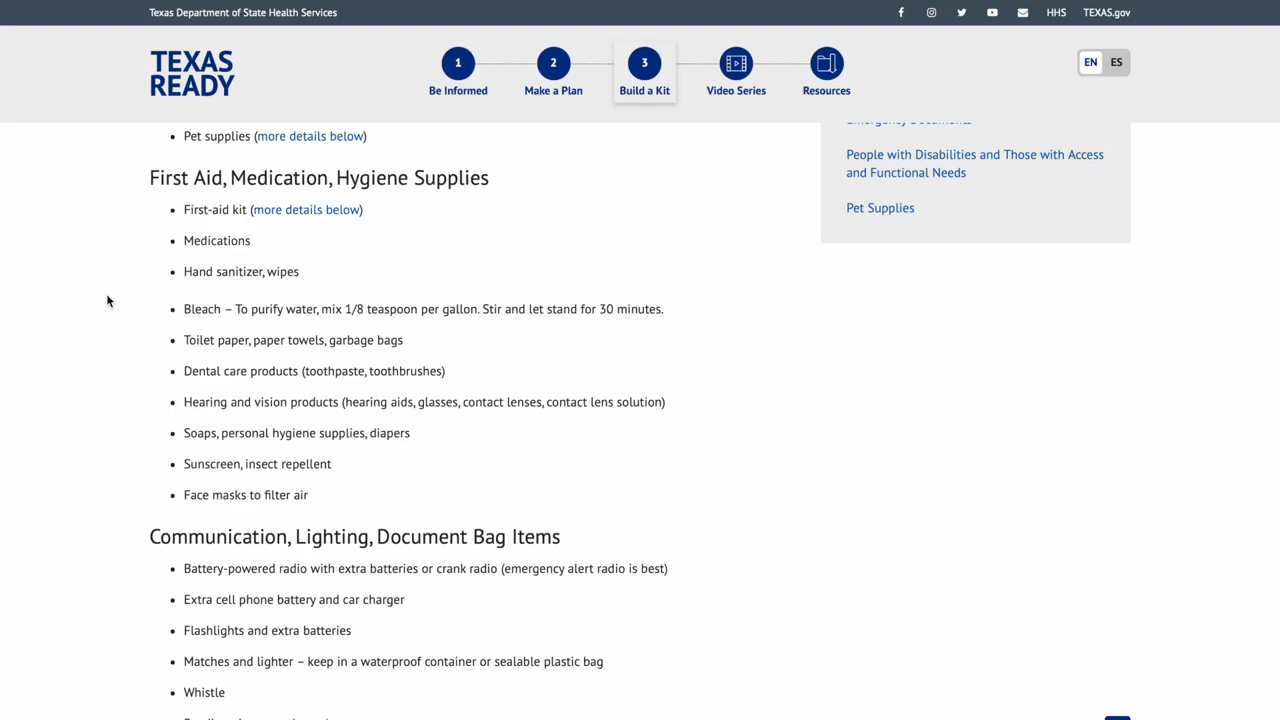 Texas Department of State Health Services
HHS
TEXAS.gov
TEXAS
READY
1
2
3
Be Informed
Make a Plan
Build a Kit
Video Series
Resources
EN
ES
Pet supplies (more details below)
First Aid, Medication, Hygiene Supplies
First-aid kit (more details below)
Medications
Hand sanitizer, wipes
Bleach – To purify water, mix 1/8 teaspoon per gallon. Stir and let stand for 30 minutes.
Toilet paper, paper towels, garbage bags
Dental care products (toothpaste, toothbrushes)
Hearing and vision products (hearing aids, glasses, contact lenses, contact lens solution)
Soaps, personal hygiene supplies, diapers
Sunscreen, insect repellent
Face masks to filter air
Communication, Lighting, Document Bag Items
Battery-powered radio with extra batteries or crank radio (emergency alert radio is best)
Extra cell phone battery and car charger
Flashlights and extra batteries
Matches and lighter – keep in a waterproof container or sealable plastic bag
Whistle
Emergency Documents
People with Disabilities and Those with Access
and Functional Needs
Pet Supplies